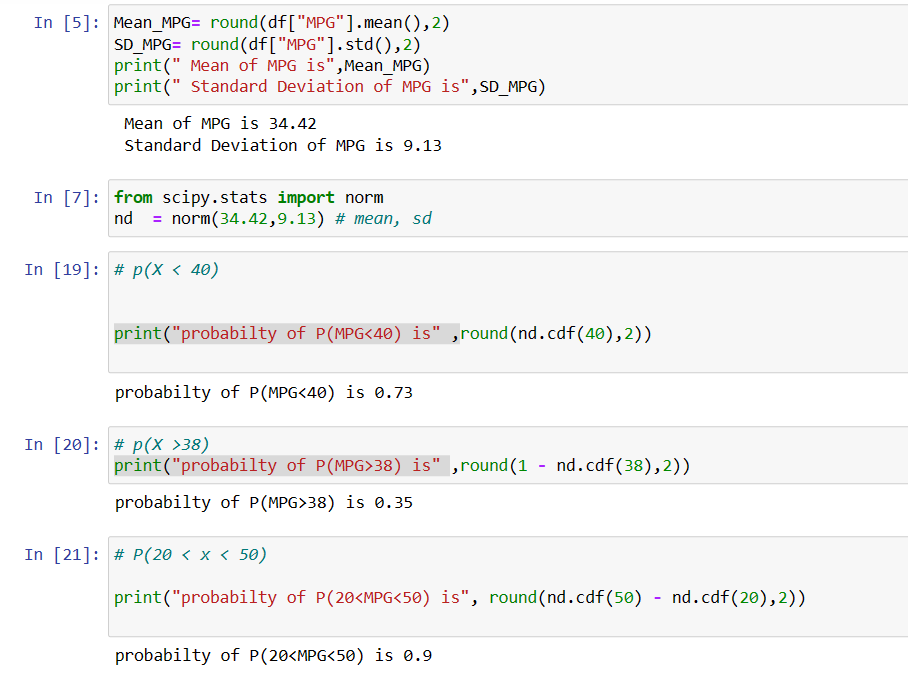 In [5]: Mean_MPG= round(df["MPG"].mean(),2)
SD_MPG= round(df["MPG"].std(),2)
print(" Mean of MPG is",Mean_MPG)
print(" Standard Deviation of MPG is",SD_MPG)
Mean of MPG is 34.42
Standard Deviation of MPG is 9.13
In [7]: from scipy.stats import norm
nd  = norm(34.42,9.13) # mean, sd
In [19]: # p(X < 40)
print("probabilty of P(MPG<40) is" ,round(nd.cdf(40),2))
probabilty of P(MPG<40) is 0.73
In [20]: # p(X >38)
print("probabilty of P(MPG>38) is" ,round(1 - nd.cdf(38),2))
probabilty of P(MPG>38) is 0.35
In [21]: # P(20 < x < 50)
print("probabilty of P(20<MPG<50) is", round(nd.cdf(50) - nd.cdf(20),2))
probabilty of P(20<MPG<50) is 0.9